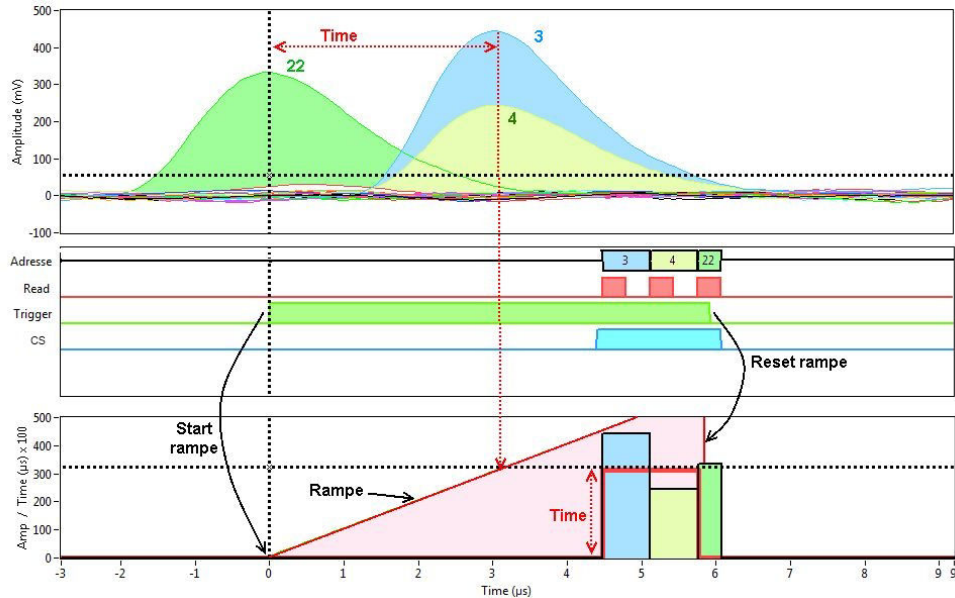 500
400
300
200
100
0
-100
Amplitude (mV)
Time
22
3
4
Adresse
3
4
22
Read
Trigger
CS
Start
rampe
Reset rampe
500
400
300
200
100
0
Amp / Time (µs) x 100
Rampe
Time
-3
-2
-1
0
1
2
3
4
5
6
7
8
9
9
Time (µs)